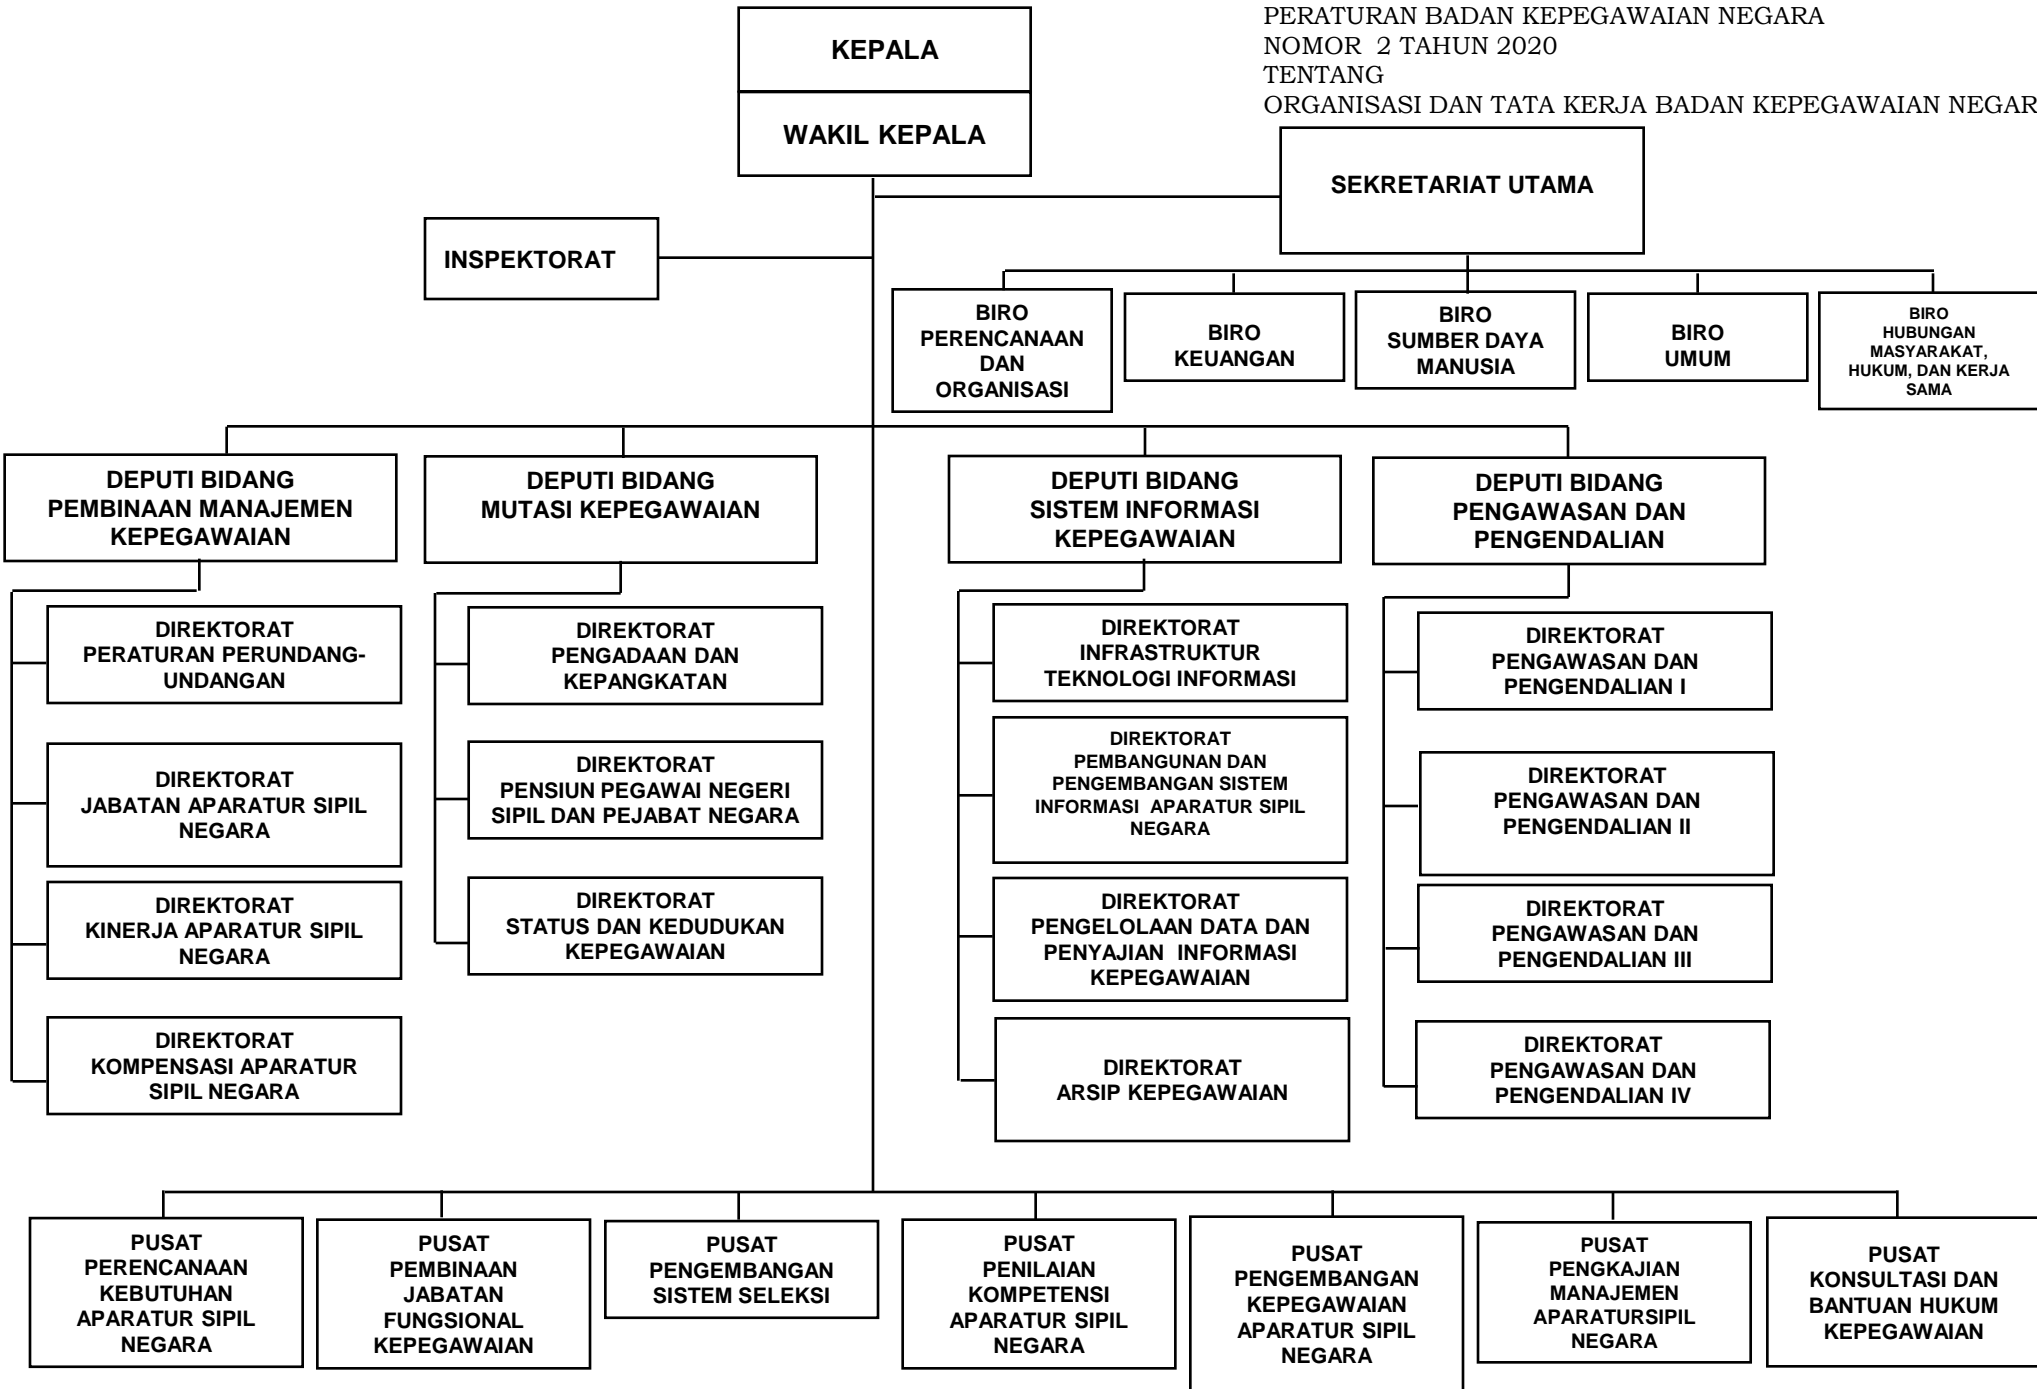 PERATURAN BADAN KEPEGAWAIAN NEGARA
NOMOR 2 TAHUN 2020
TENTANG
ORGANISASI DAN TATA KERJA BADAN KEPEGAWAIAN NEGAR
KEPALA
WAKIL KEPALA
SEKRETARIAT UTAMA
INSPEKTORAT
BIRO
PERENCANAAN
DAN
ORGANISASI
BIRO
KEUANGAN
BIRO
SUMBER DAYA
MANUSIA
BIRO
UMUM
BIRO
HUBUNGAN
MASYARAKAT,
HUKUM, DAN KERJA
SAMA
DEPUTI BIDANG
PEMBINAAN MANAJEMEN
KEPEGAWAIAN
DEPUTI BIDANG
MUTASI KEPEGAWAIAN
DEPUTI BIDANG
SISTEM INFORMASI
KEPEGAWAIAN
DEPUTI BIDANG
PENGAWASAN DAN
PENGENDALIAN
DIREKTORAT
PERATURAN PERUNDANG-
UNDANGAN
DIREKTORAT
JABATAN APARATUR SIPIL
NEGARA
DIREKTORAT
KINERJA APARATUR SIPIL
NEGARA
DIREKTORAT
KOMPENSASI APARATUR
SIPIL NEGARA
DIREKTORAT
PENGADAAN DAN
KEPANGKATAN
DIREKTORAT
PENSIUN PEGAWAI NEGERI
SIPIL DAN PEJABAT NEGARA
DIREKTORAT
STATUS DAN KEDUDUKAN
KEPEGAWAIAN
DIREKTORAT
INFRASTRUKTUR
TEKNOLOGI INFORMASI
DIREKTORAT
PEMBANGUNAN DAN
PENGEMBANGAN SISTEM
INFORMASI APARATUR SIPIL
NEGARA
DIREKTORAT
PENGELOLAAN DATA DAN
PENYAJIAN INFORMASI
KEPEGAWAIAN
DIREKTORAT
ARSIP KEPEGAWAIAN
DIREKTORAT
PENGAWASAN DAN
PENGENDALIAN I
DIREKTORAT
PENGAWASAN DAN
PENGENDALIAN II
DIREKTORAT
PENGAWASAN DAN
PENGENDALIAN III
DIREKTORAT
PENGAWASAN DAN
PENGENDALIAN IV
PUSAT
PERENCANAAN
KEBUTUHAN
APARATUR SIPIL
NEGARA
PUSAT
PEMBINAAN
JABATAN
FUNGSIONAL
KEPEGAWAIAN
PUSAT
PENGEMBANGAN
SISTEM SELEKSI
PUSAT
PENILAIAN
KOMPETENSI
APARATUR SIPIL
NEGARA
PUSAT
PENGEMBANGAN
KEPEGAWAIAN
APARATUR SIPIL
NEGARA
PUSAT
PENGKAJIAN
MANAJEMEN
APARATURSIPIL
NEGARA
PUSAT
KONSULTASI DAN
BANTUAN HUKUM
KEPEGAWAIAN